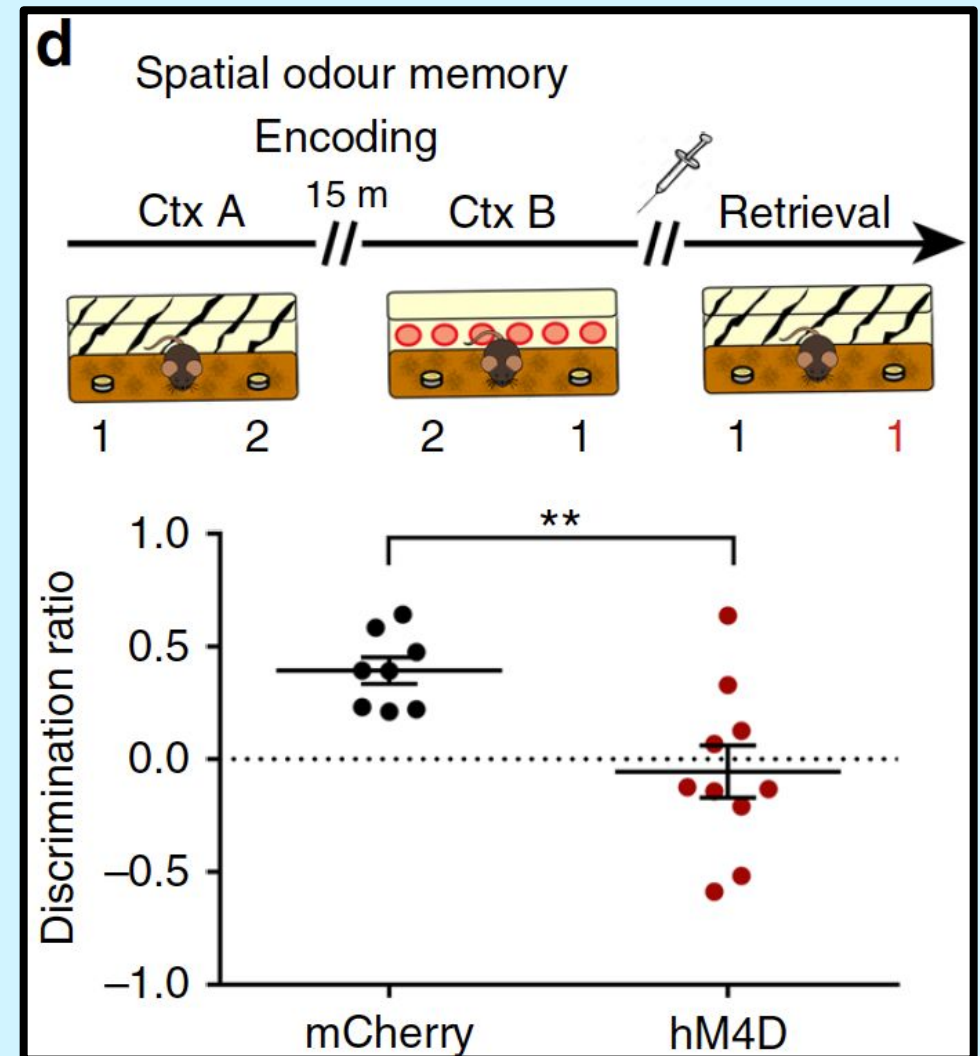 d
Spatial odour memory
Encoding
Ctx A
15 m
Ctx B
Retrieval
1 2 2 1 1 1
**
1.0
0.5
0.0
–0.5
–1.0
Discrimination ratio
mCherry hM4D